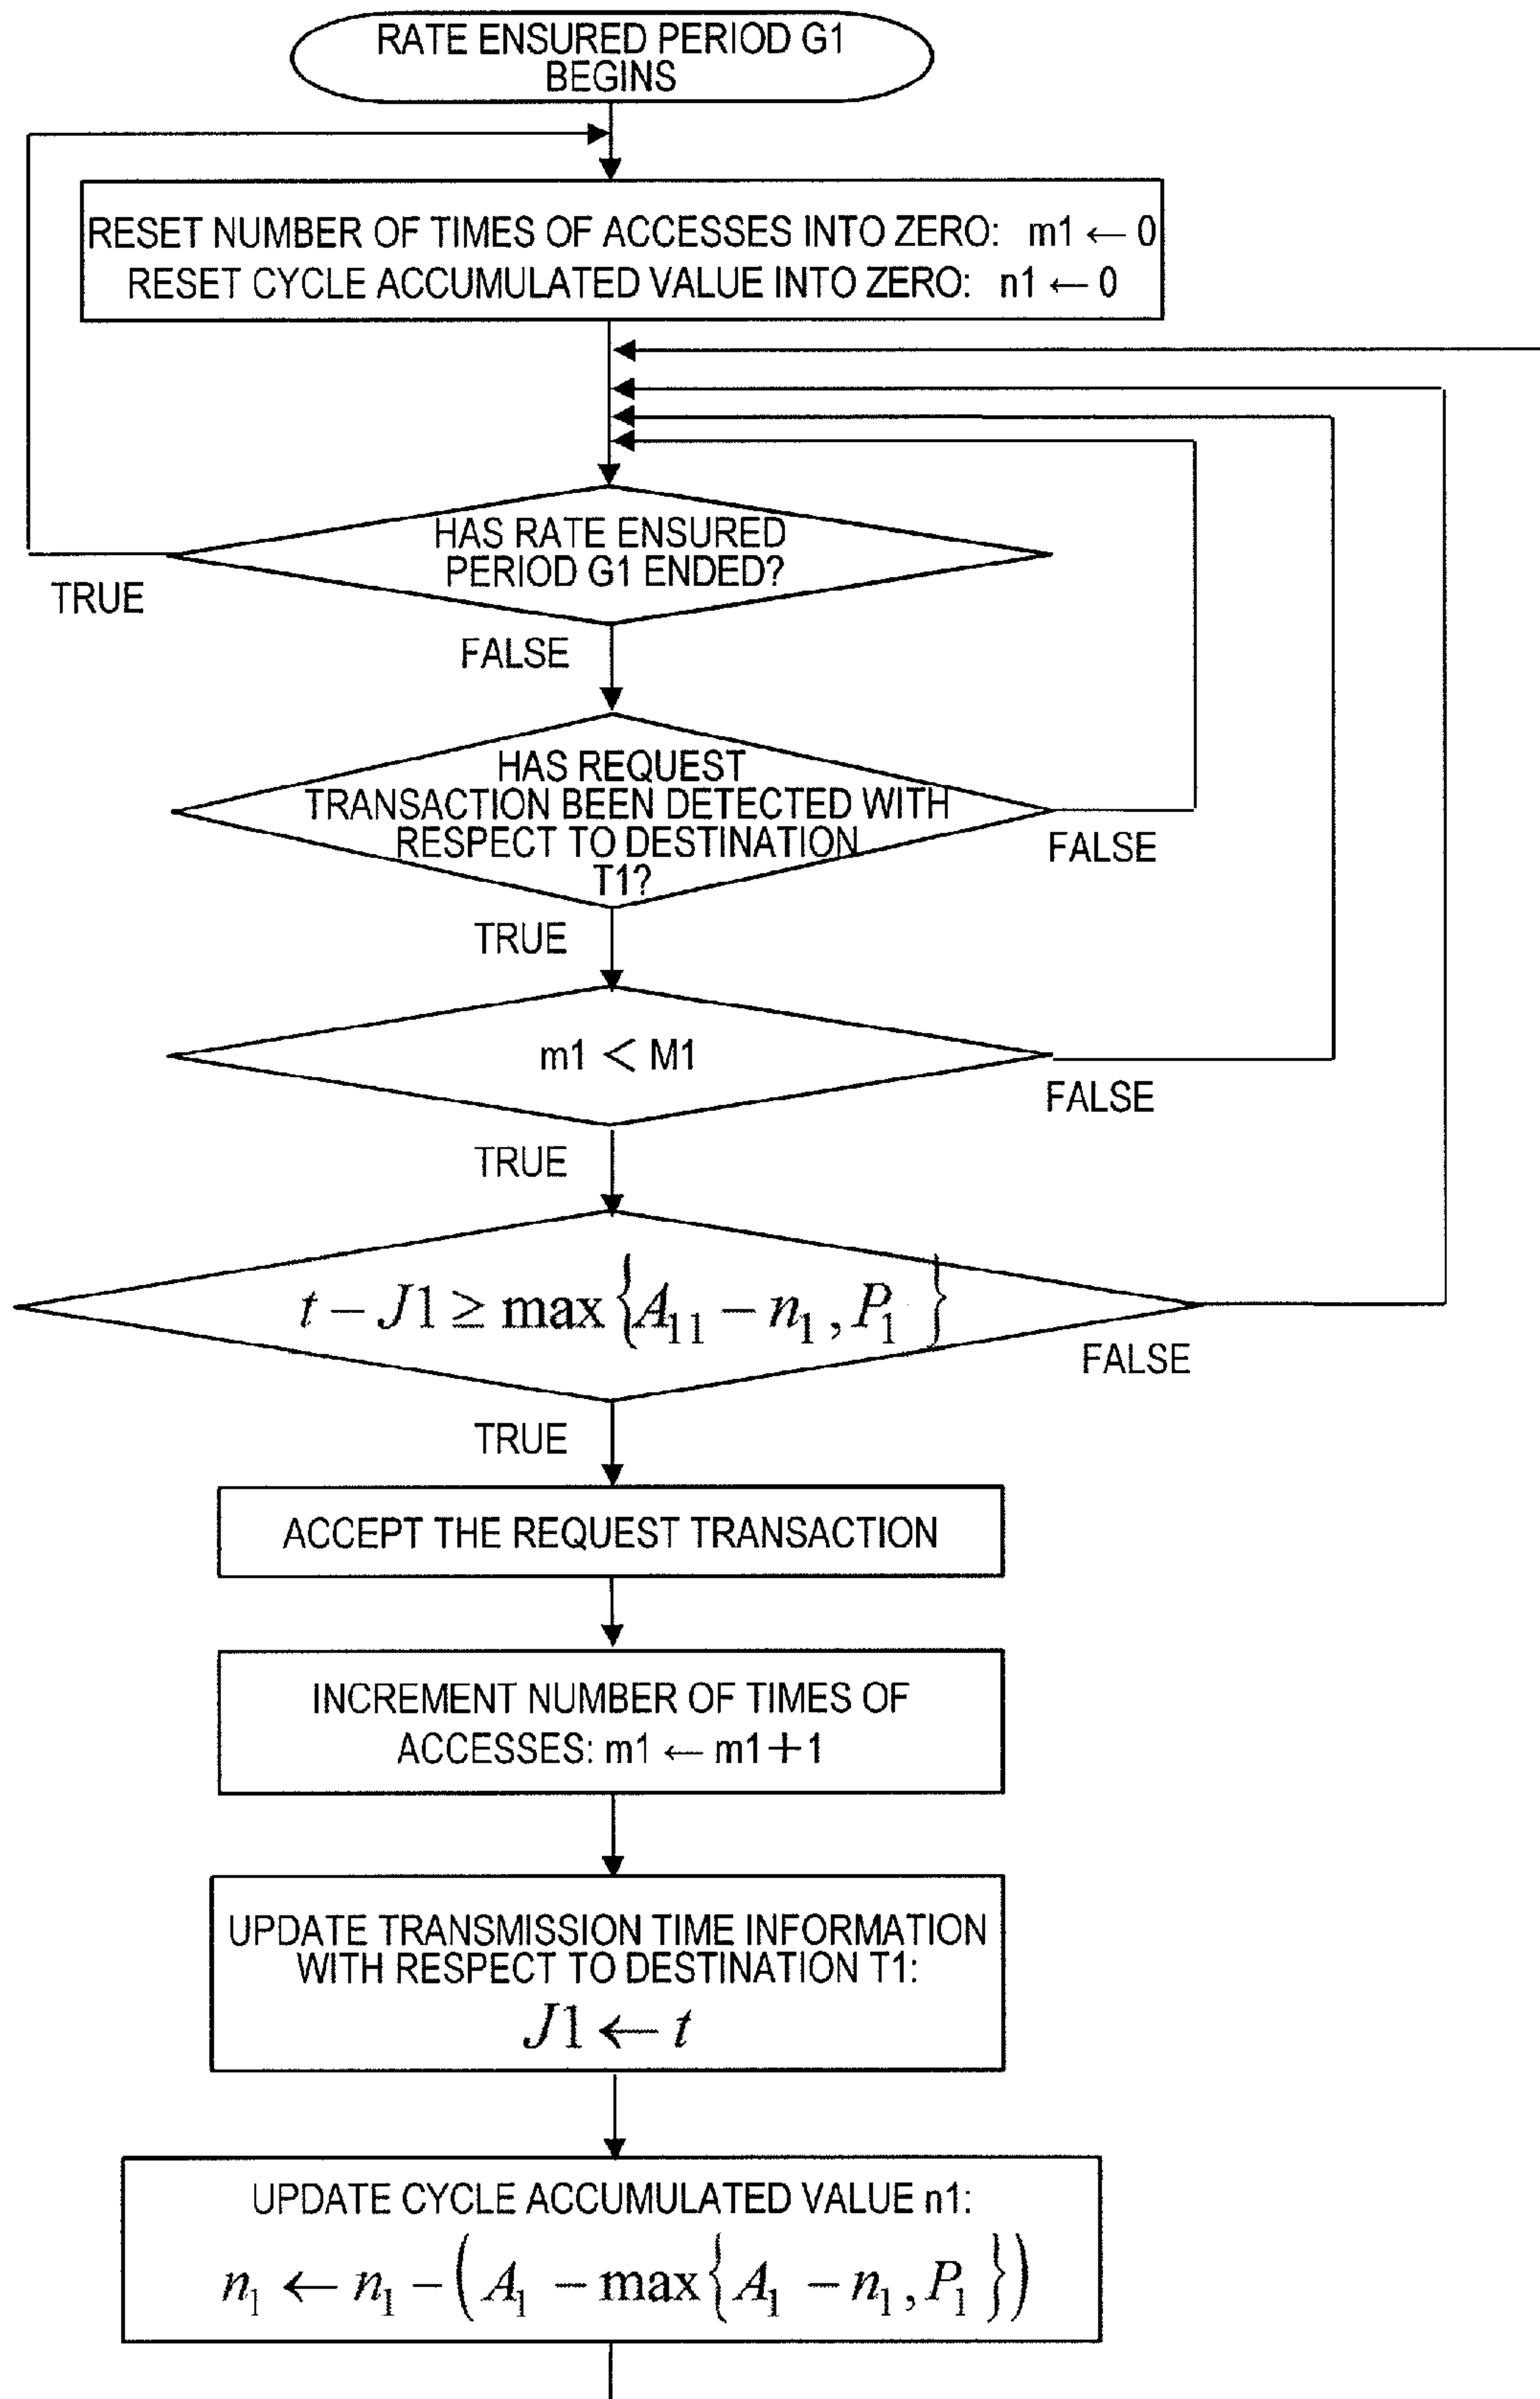 RATE ENSURED PERIOD G1
BEGINS
RESET NUMBER OF TIMES OF ACCESSES INTO ZERO: m1 ← 0
RESET CYCLE ACCUMULATED VALUE INTO ZERO: n1 ← 0
HAS RATE ENSURED
PERIOD G1 ENDED?
TRUE
FALSE
HAS REQUEST
TRANSACTION BEEN DETECTED WITH
RESPECT TO DESTINATION
T1?
FALSE
TRUE
m1 < M1
FALSE
TRUE
t − J1 ≥ max{A₁₁ − n₁, P₁}
FALSE
TRUE
ACCEPT THE REQUEST TRANSACTION
INCREMENT NUMBER OF TIMES OF
ACCESSES: m1 ← m1+1
UPDATE TRANSMISSION TIME INFORMATION
WITH RESPECT TO DESTINATION T1:
J1 ← t
UPDATE CYCLE ACCUMULATED VALUE n1:
n₁ ← n₁ − (A₁ − max{A₁ − n₁, P₁})